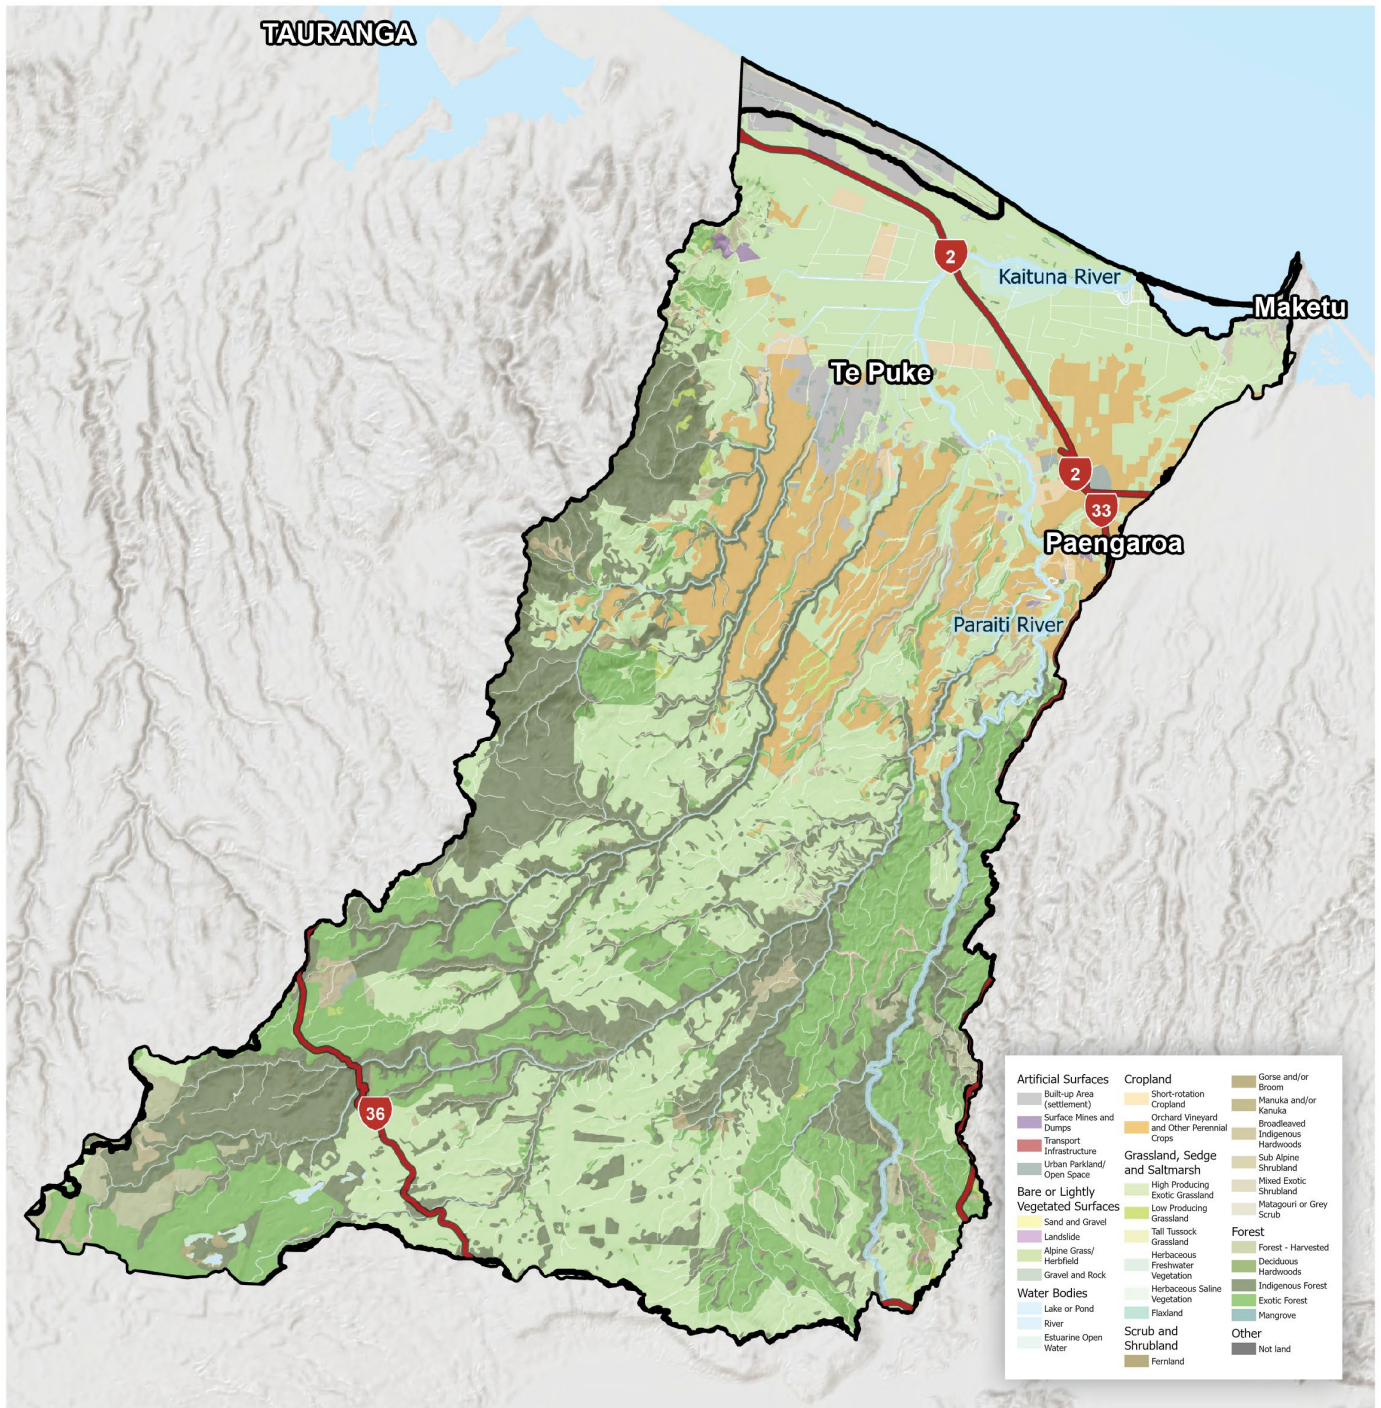 TAURANGA
2
Kaituna River
Maketu
Te Puke
2
33
Paengaroa
Paraiti River
36
Artificial Surfaces
Built-up Area
(settlement)
Surface Mines and
Dumps
Transport
Infrastructure
Urban Parkland/
Open Space
Bare or Lightly
Vegetated Surfaces
Sand and Gravel
Landslide
Alpine Grass/
Herbfield
Gravel and Rock
Water Bodies
Lake or Pond
River
Estuarine Open
Water
Cropland
Short-rotation
Cropland
Orchard Vineyard
and Other Perennial
Crops
Grassland, Sedge
and Saltmarsh
High Producing
Exotic Grassland
Low Producing
Grassland
Tall Tussock
Grassland
Herbaceous
Freshwater
Vegetation
Herbaceous Saline
Vegetation
Flaxland
Scrub and
Shrubland
Fernland
Gorse and/or
Broom
Manuka and/or
Kanuka
Broadleaved
Indigenous
Hardwoods
Sub Alpine
Shrubland
Mixed Exotic
Shrubland
Matagouri or Grey
Scrub
Forest
Forest - Harvested
Deciduous
Hardwoods
Indigenous Forest
Exotic Forest
Mangrove
Other
Not land